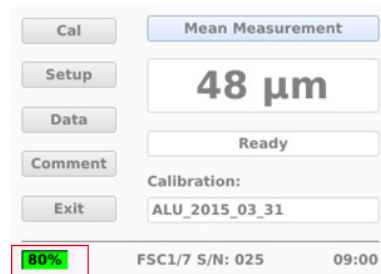 Cal
Setup
Data
Comment
Exit
Mean Measurement
48 µm
Ready
Calibration:
ALU_2015_03_31
80% FSC1/7 S/N: 025 09:00